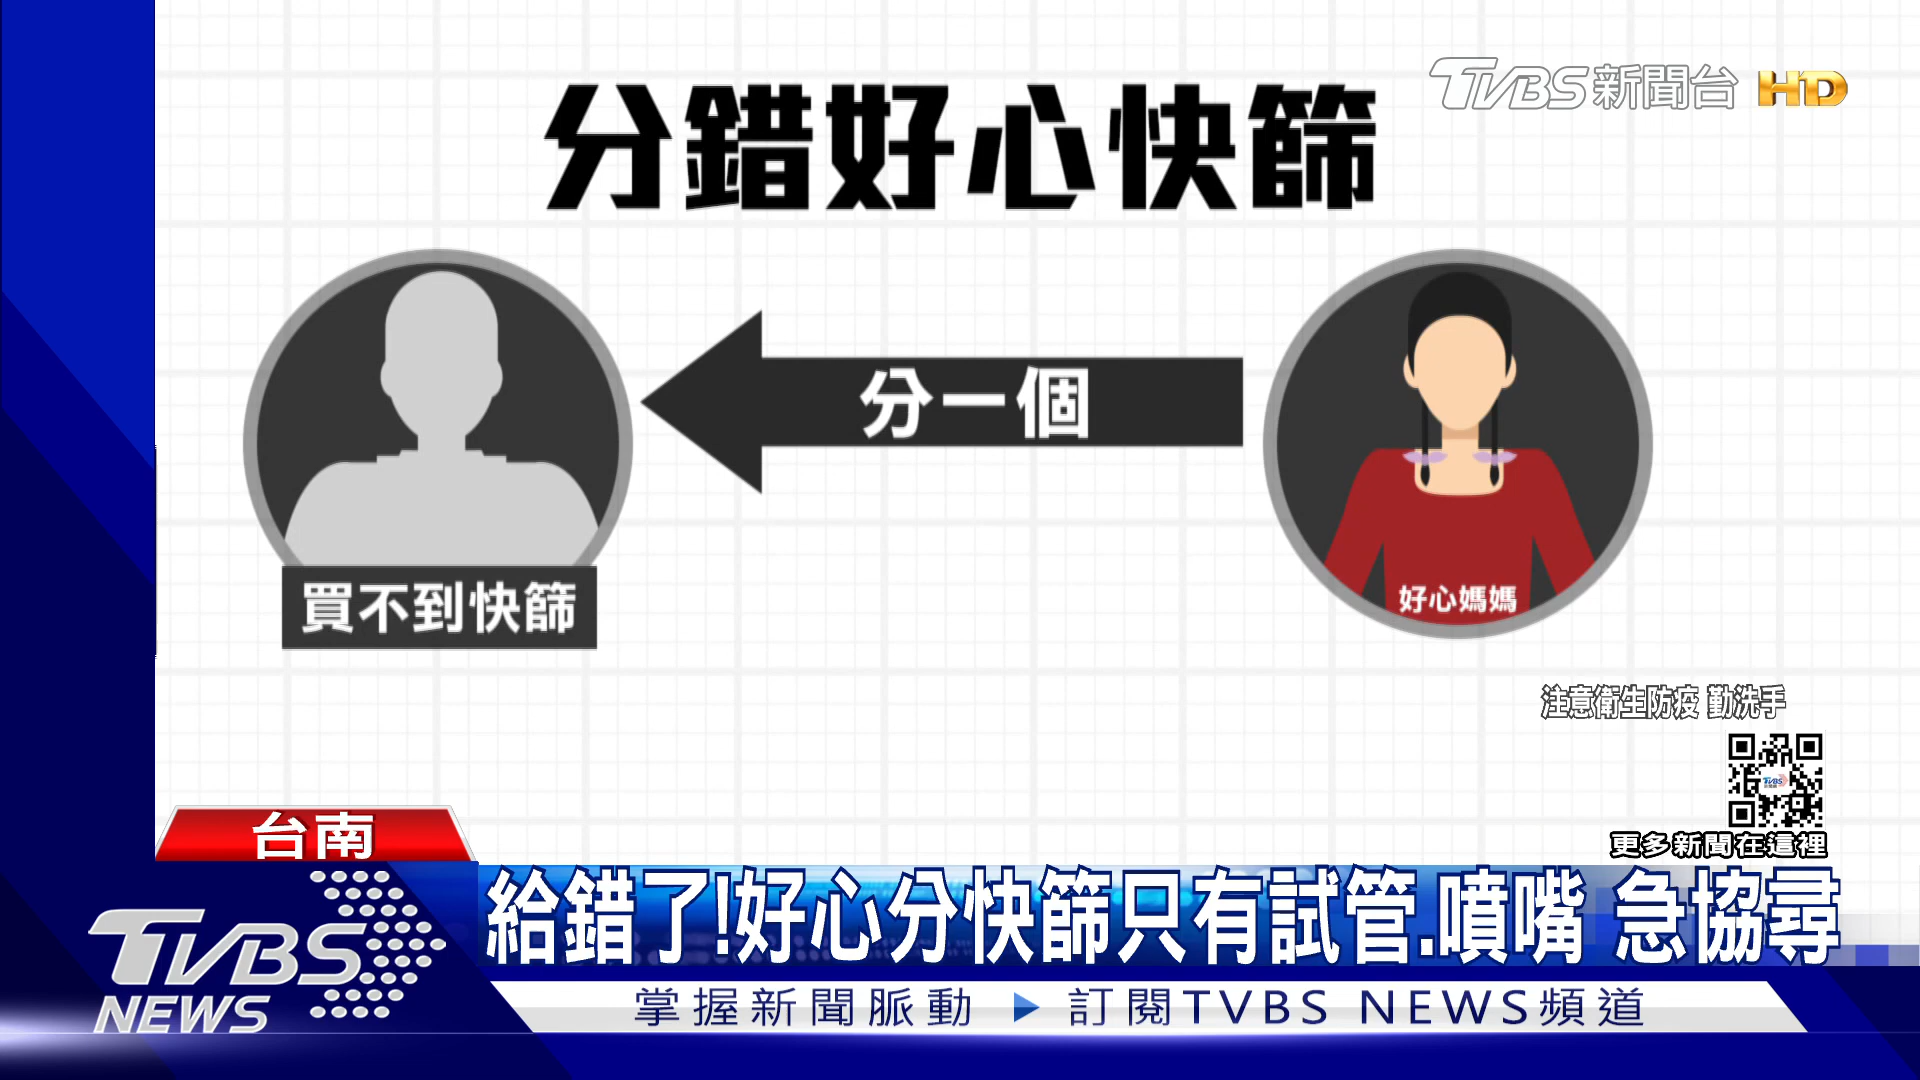 TVBS新聞台 HD
分錯好心快篩
分一個
買不到快篩
好心媽媽
注意衛生防疫 勤洗手
TVBS
更多新聞在這裡
台南
給錯了!好心分快篩只有試管.噴嘴 急協尋
TVBS
NEWS
掌握新聞脈動 ▶ 訂閱TVBS NEWS頻道